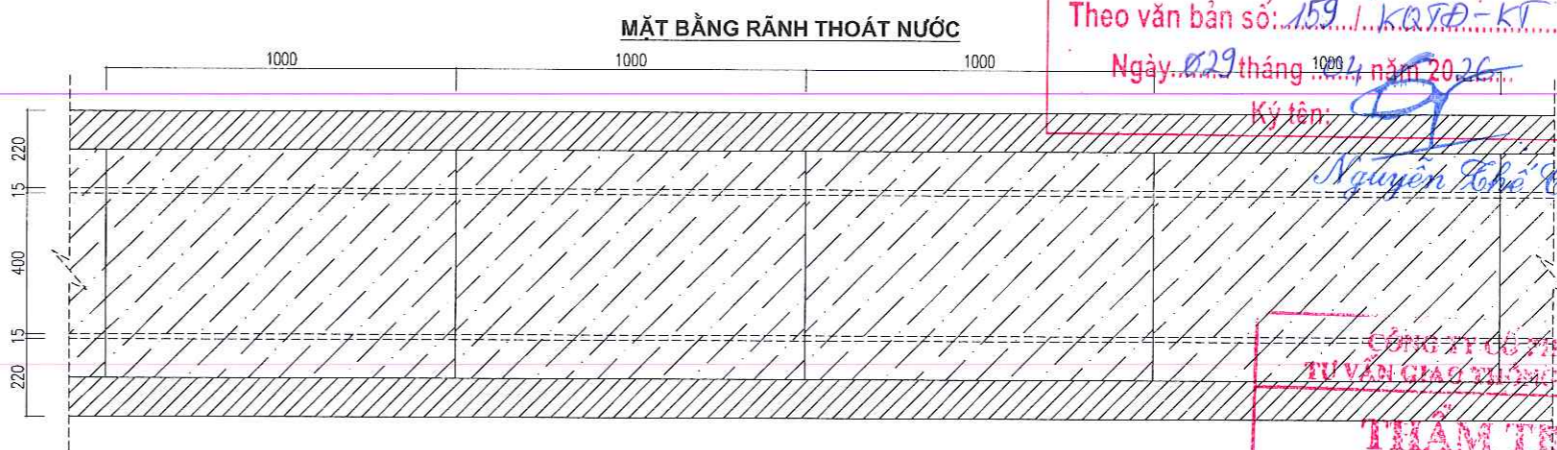 MẶT BẰNG RÃNH THOÁT NƯỚC
Theo văn bản số: 159 / KQTĐ-KT
Ngày 029 tháng 04 năm 2026
Ký tên:
Nguyễn Thế
1000 1000 1000 1000
220
15
400
15
220
CÔNG TY CỔ
TƯ VẤN GIAO THÔNG
THẨM